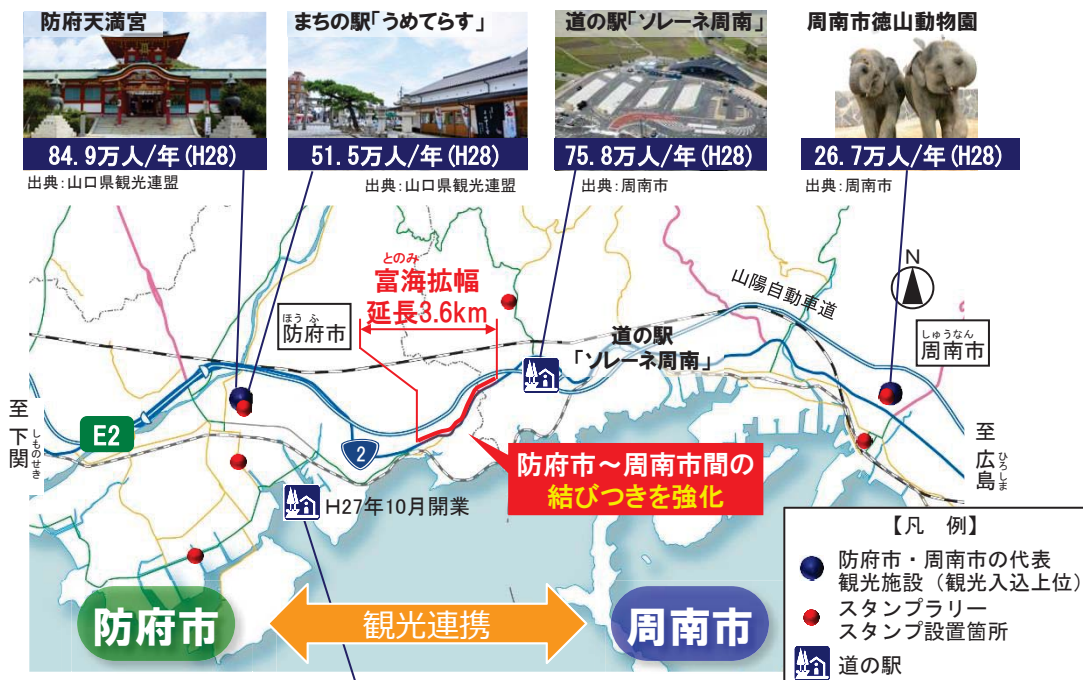 防府天満宮
84.9万人/年(H28)
出典:山口県観光連盟
まちの駅「うめてらす」
51.5万人/年(H28)
出典:山口県観光連盟
道の駅「ソレーネ周南」
75.8万人/年(H28)
出典:周南市
周南市徳山動物園
26.7万人/年(H28)
出典:周南市
とのみ
富海拡幅
延長3.6km
ほうふ
防府市
山陽自動車道
N
しゅうなん
周南市
道の駅
「ソレーネ周南」
至下関
しものせき
E2
2
至広島
ひろしま
防府市～周南市間の
結びつきを強化
H27年10月開業
防府市
観光連携
周南市
【凡 例】
防府市・周南市の代表
観光施設（観光入込上位）
スタンプラリー
スタンプ設置箇所
道の駅